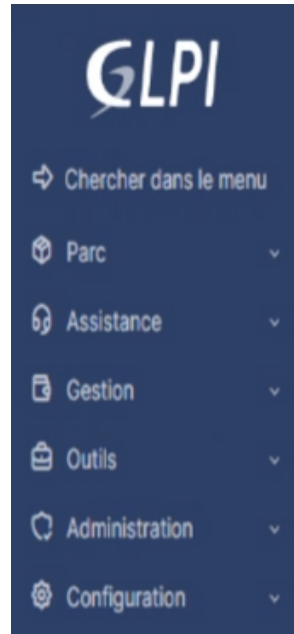 GLPI
Chercher dans le menu
Parc
Assistance
Gestion
Outils
Administration
Configuration